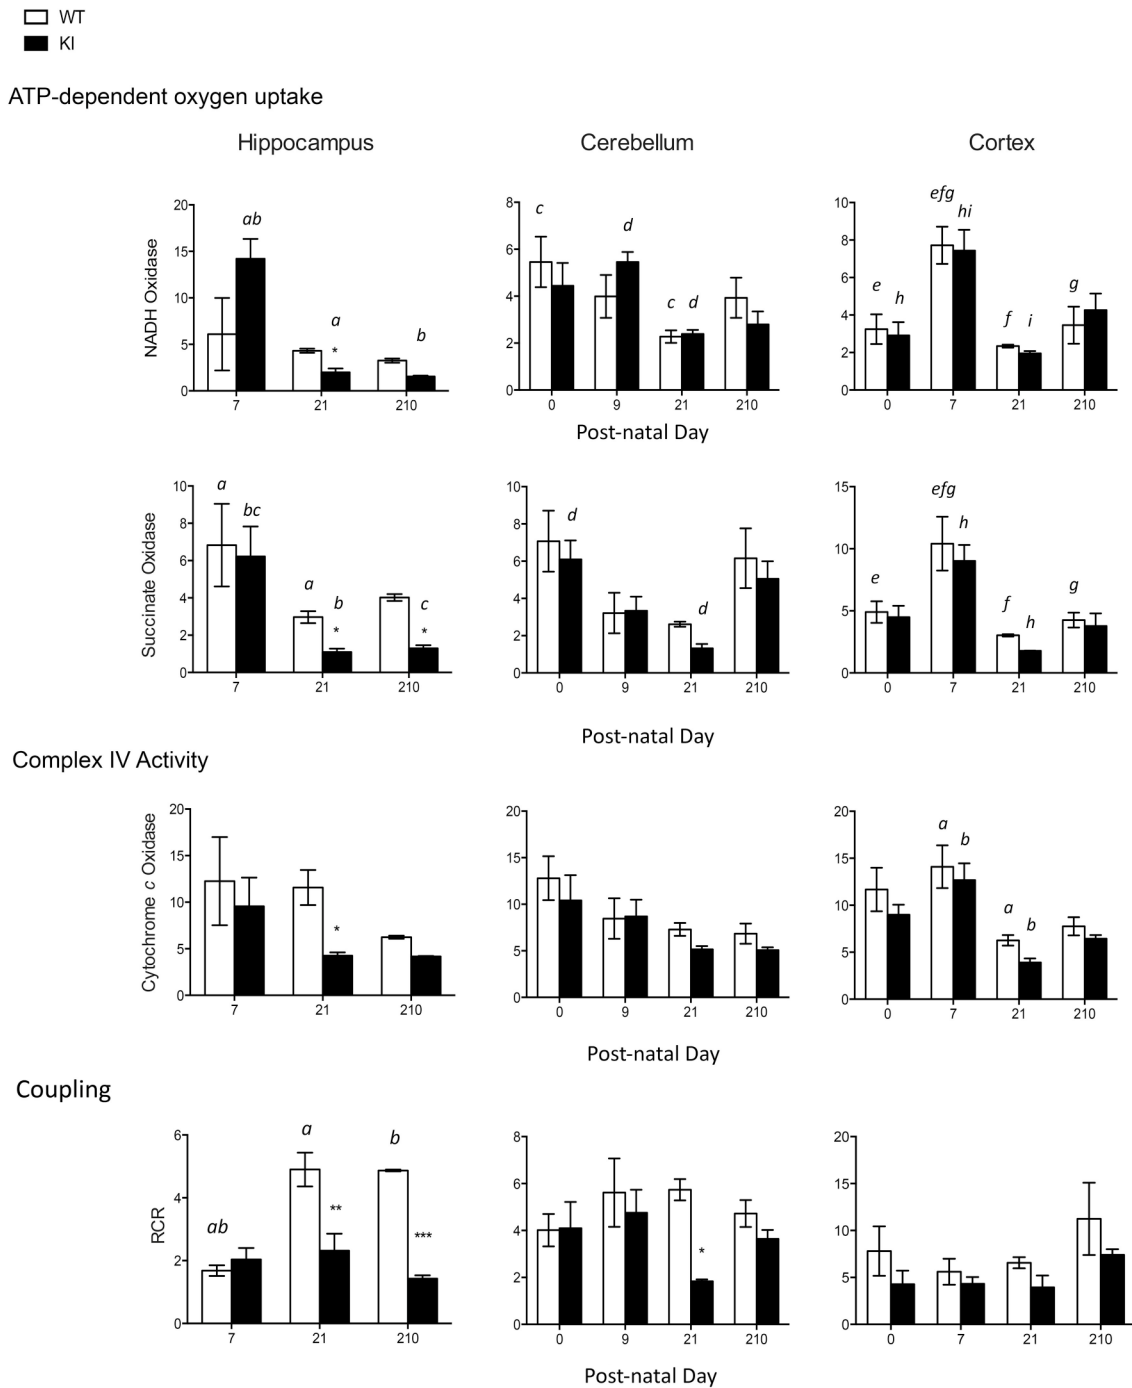 WT
KI
ATP-dependent oxygen uptake
Hippocampus Cerebellum Cortex
NADH Oxidase
20
15
10
5
0
ab
a
*
b
7 21 210
8
6
4
2
0
c
d
c d
0 9 21 210
10
8
6
4
2
0
efg
hi
e h
f i
g
0 7 21 210
Post-natal Day
Succinate Oxidase
10
8
6
4
2
0
a
bc
a
b
*
c
*
7 21 210
10
8
6
4
2
0
d
d
0 9 21 210
15
10
5
0
efg
h
e
f
h
g
0 7 21 210
Post-natal Day
Complex IV Activity
Cytochrome c Oxidase
20
15
10
5
0
*
7 21 210
20
15
10
5
0
0 9 21 210
20
15
10
5
0
a
b
a
b
0 7 21 210
Post-natal Day
Coupling
RCR
6
4
2
0
ab
a
**
b
***
7 21 210
8
6
4
2
0
*
0 9 21 210
20
15
10
5
0
0 7 21 210
Post-natal Day